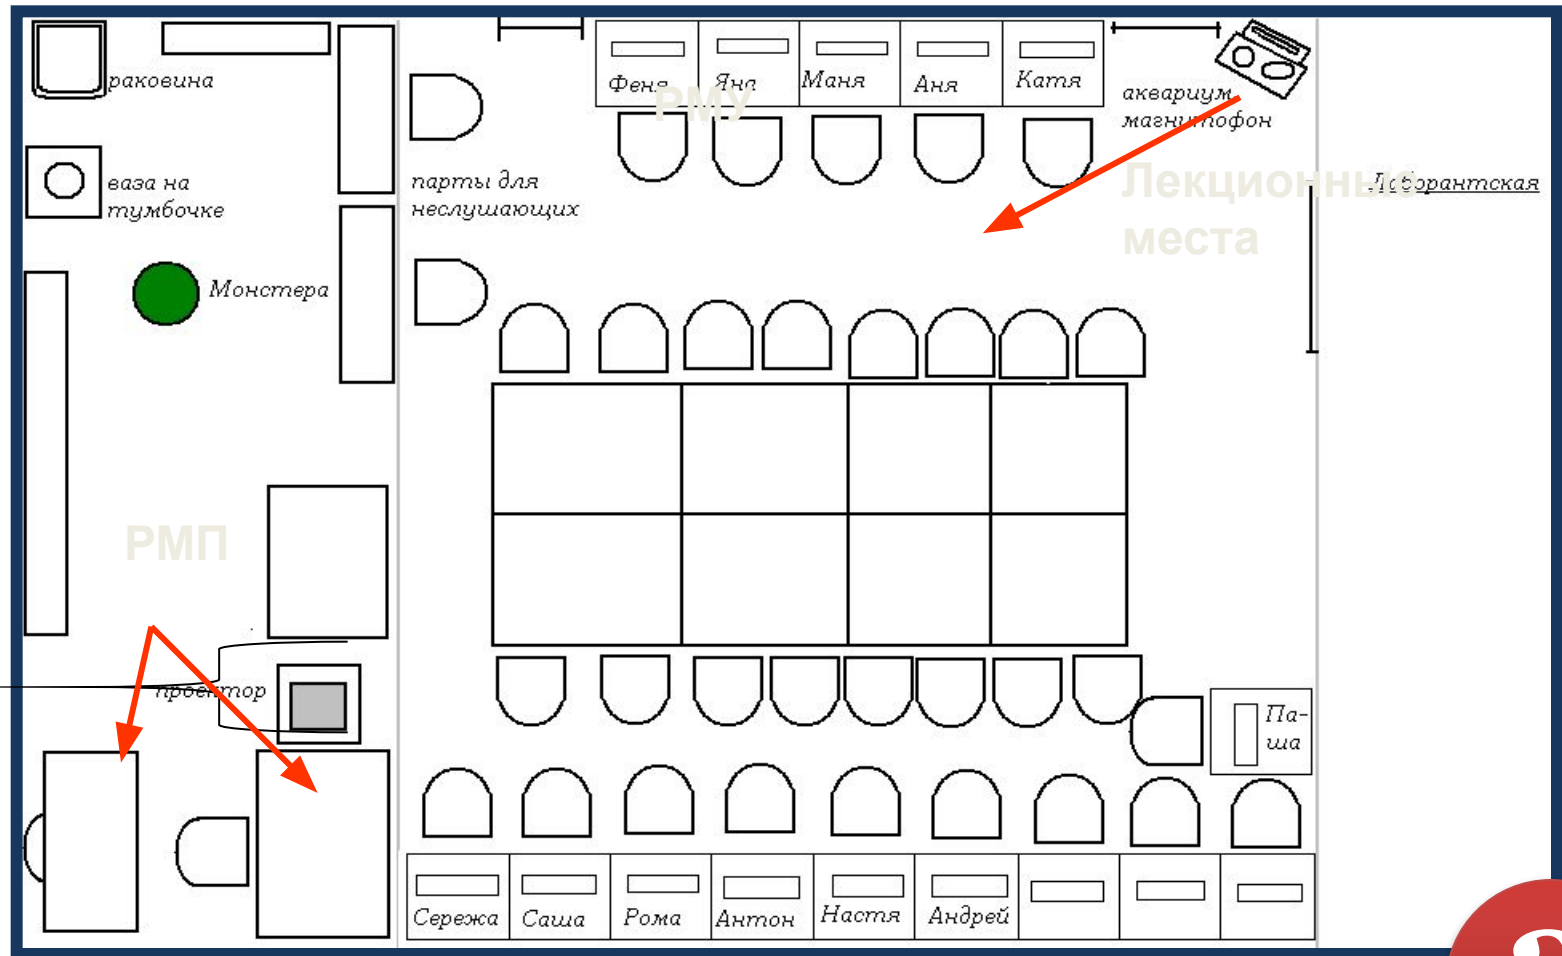 раковина
Феня
Яна
Маня
Аня
Катя
РМУ
аквариум
магнитофон
ваза на
тумбочке
парты для
неслушающих
Лекционные
места
Лаборантская
Монстера
РМП
проектор
Па-
ша
Сережа
Саша
Рома
Антон
Настя
Андрей